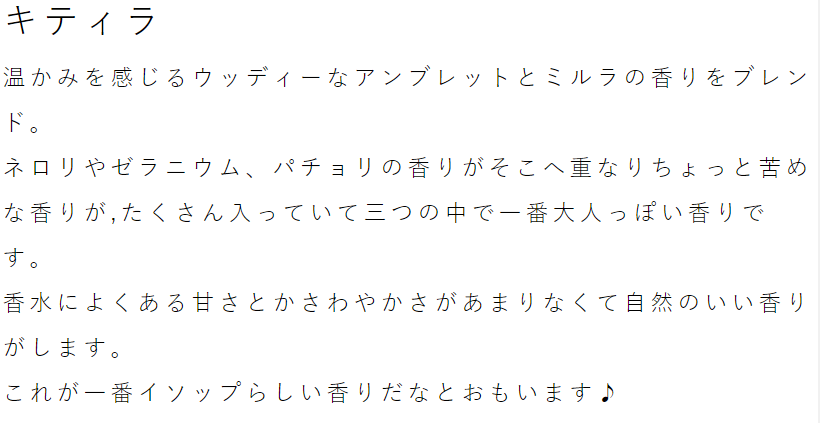 キティラ
温かみを感じるウッディーなアンブレットとミルラの香りをブレン
ド。
ネロリやゼラニウム、パチョリの香りがそこへ重なりちょっと苦め
な香りが,たくさん入っていて三つの中で一番大人っぽい香りで
す。
香水によくある甘さとかさわやかさがあまりなくて自然のいい香り
がします。
これが一番イソップらしい香りだなとおもいます♪